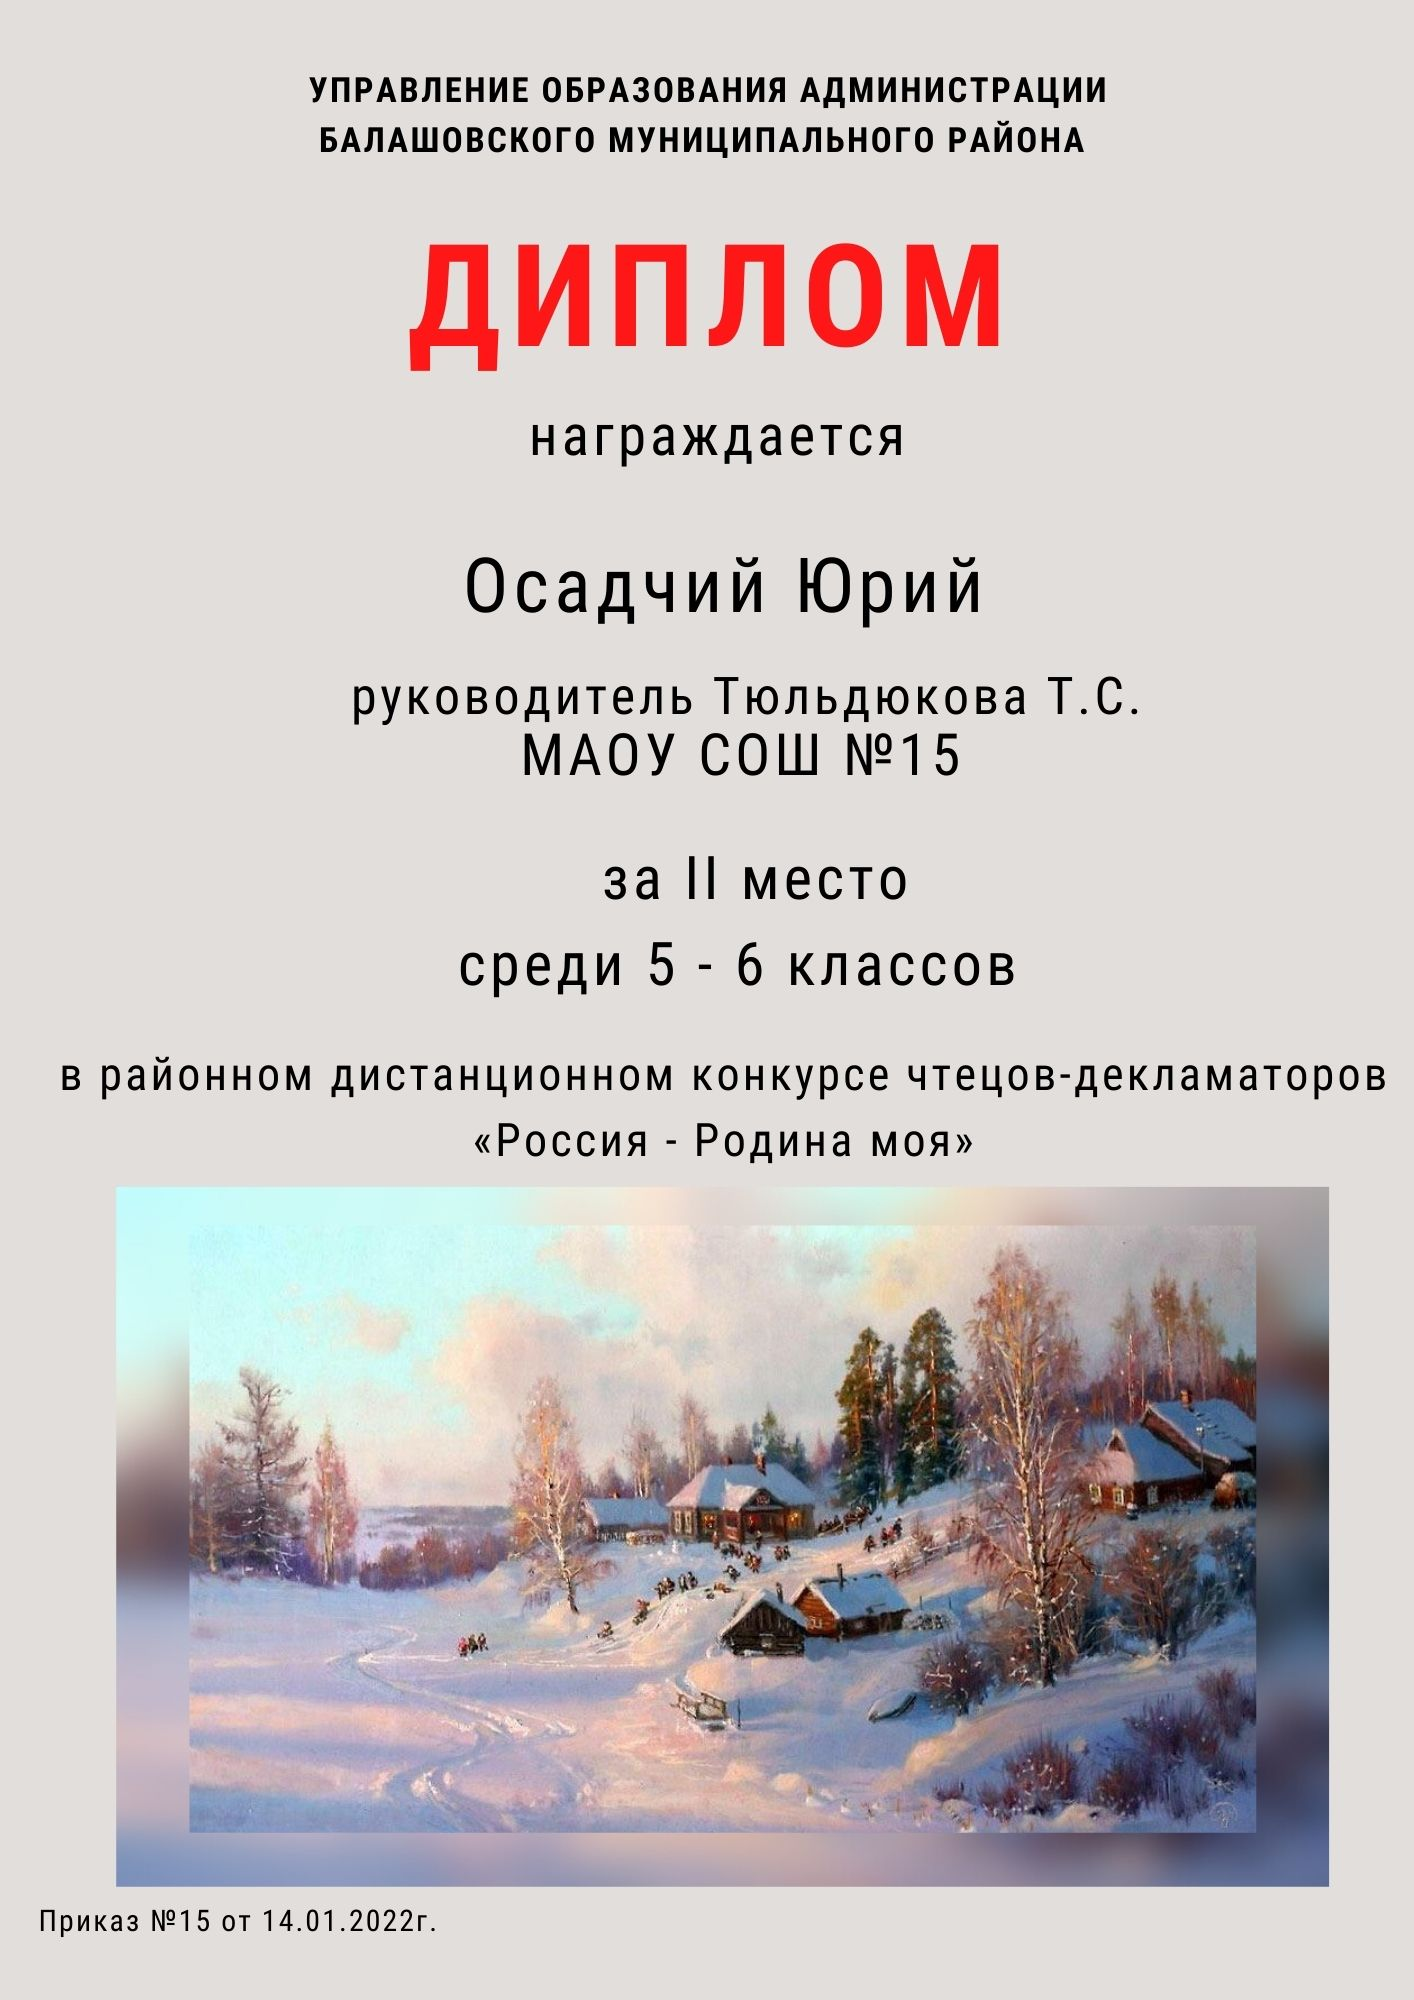 УПРАВЛЕНИЕ ОБРАЗОВАНИЯ АДМИНИСТРАЦИИ
БАЛАШОВСКОГО МУНИЦИПАЛЬНОГО РАЙОНА
ДИПЛОМ
награждается
Осадчий Юрий
руководитель Тюльдюкова Т.С.
МАОУ СОШ №15
за II место
среди 5 - 6 классов
в районном дистанционном конкурсе чтецов-декламаторов
«Россия - Родина моя»
Приказ №15 от 14.01.2022г.